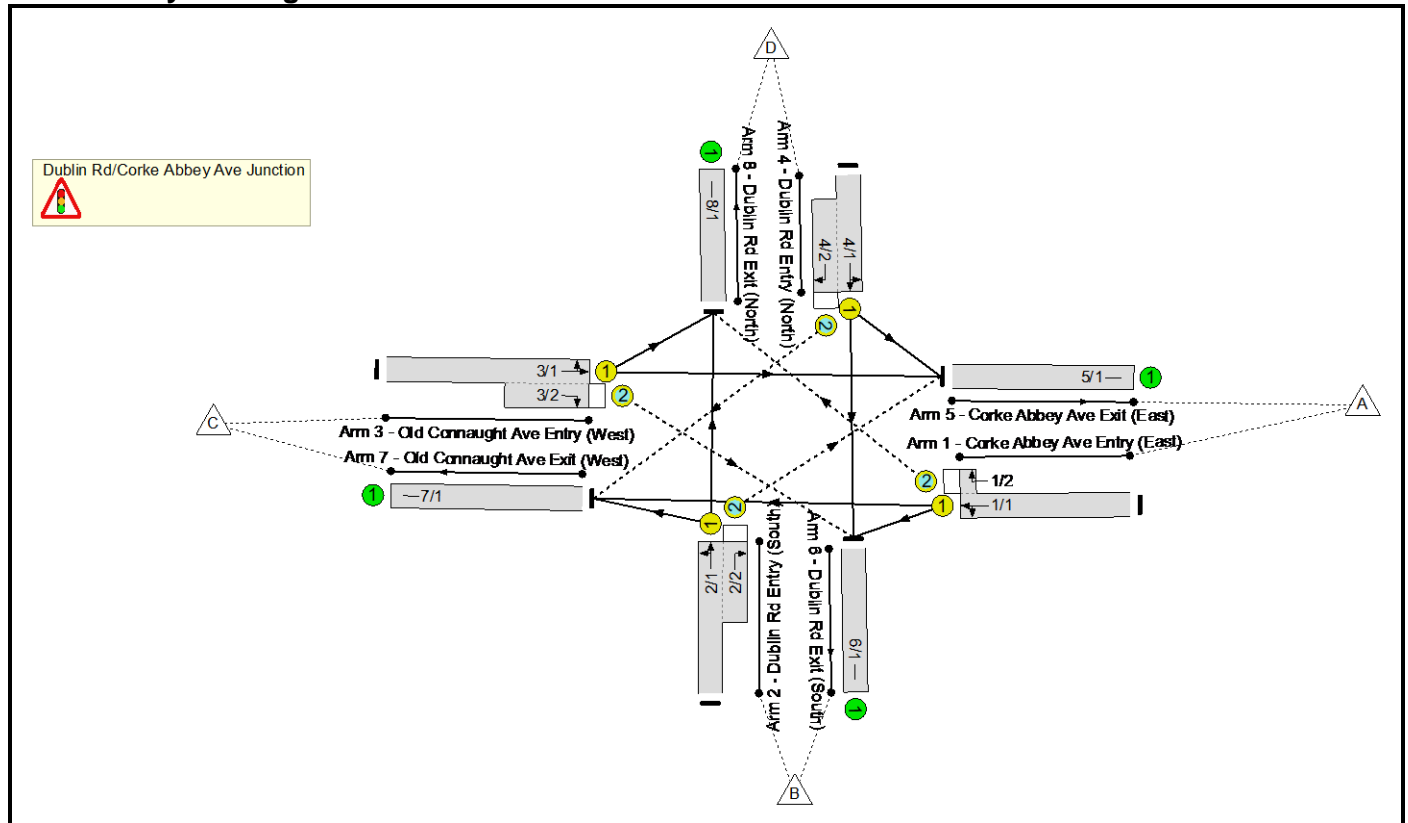 D
Dublin Rd/Corke Abbey Ave Junction
1
8/1
Arm 8 - Dublin Rd Exit (North)
Arm 4 - Dublin Rd Entry (North)
4/2
4/1
1
2
3/1
1
3/2
2
5/1
1
Arm 5 - Corke Abbey Ave Exit (East)
A
C
Arm 3 - Old Connaught Ave Entry (West)
Arm 7 - Old Connaught Ave Exit (West)
Arm 1 - Corke Abbey Ave Entry (East)
1
7/1
2
1/2
1
1/1
1
2
2/1
2/2
Arm 2 - Dublin Rd Entry (South)
Arm 6 - Dublin Rd Exit (South)
6/1
1
B